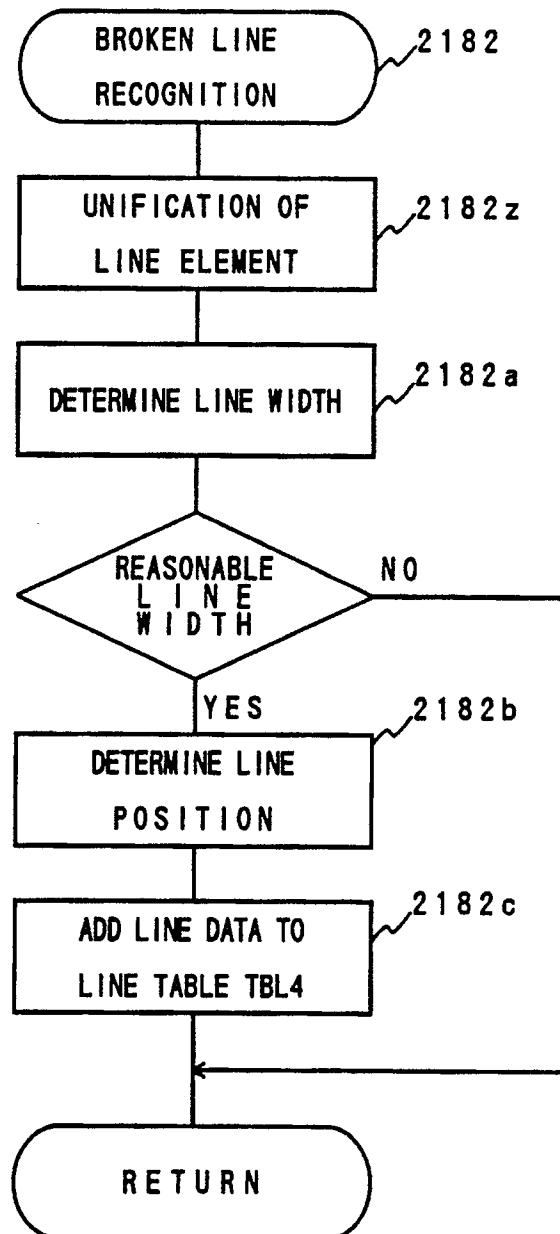 BROKEN LINE
RECOGNITION
2182
UNIFICATION OF
LINE ELEMENT
2182z
DETERMINE LINE WIDTH
2182a
REASONABLE
LINE
WIDTH
NO
YES
DETERMINE LINE
POSITION
2182b
ADD LINE DATA TO
LINE TABLE TBL4
2182c
RETURN